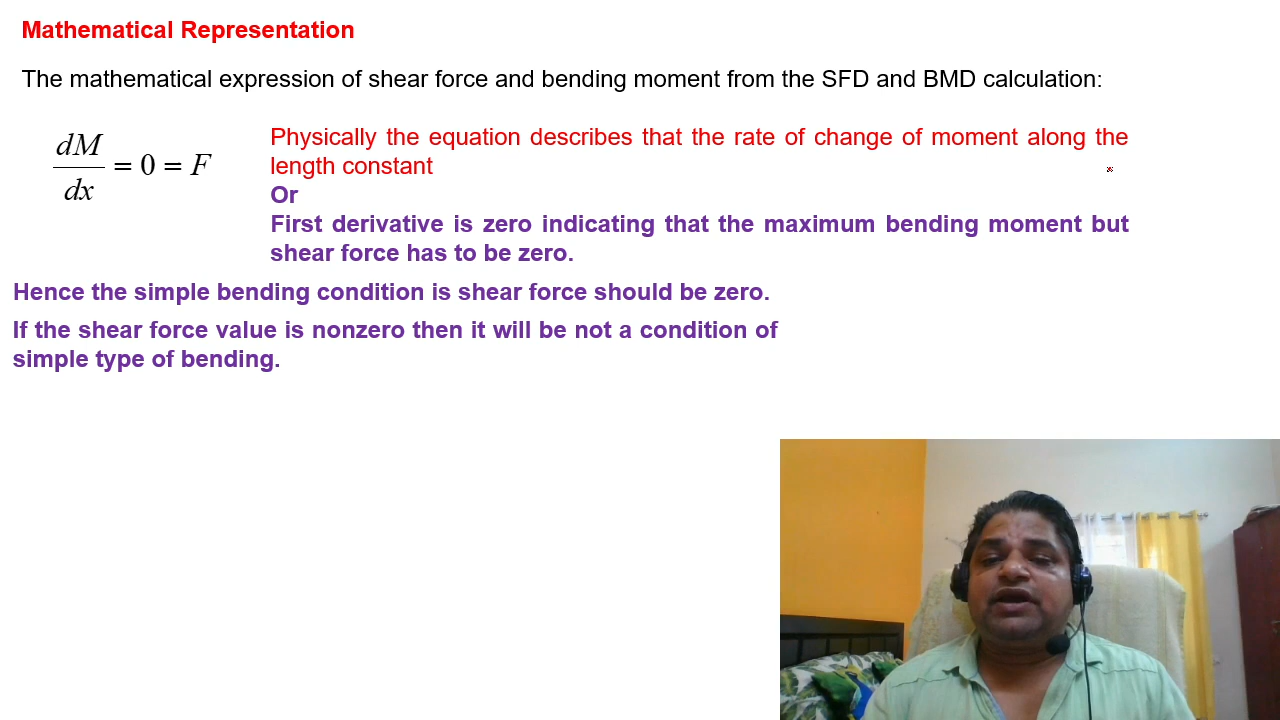 Mathematical Representation
The mathematical expression of shear force and bending moment from the SFD and BMD calculation:
dM/dx = 0 = F
Physically the equation describes that the rate of change of moment along the
length constant
Or
First derivative is zero indicating that the maximum bending moment but
shear force has to be zero.
Hence the simple bending condition is shear force should be zero.
If the shear force value is nonzero then it will be not a condition of
simple type of bending.